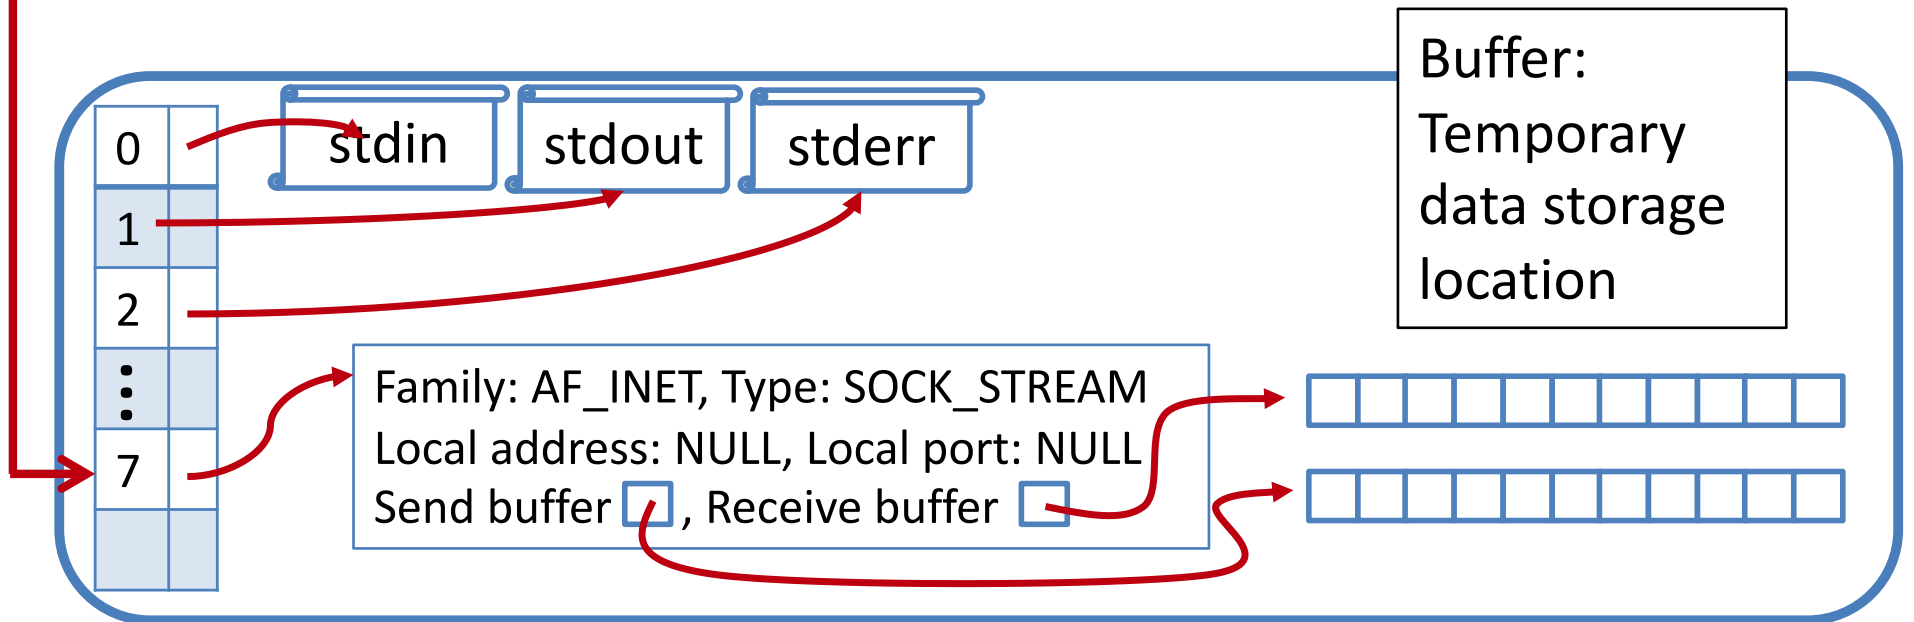 Buffer:
Temporary
data storage
location
0
stdin
stdout
stderr
1
2
⋮
7
Family: AF_INET, Type: SOCK_STREAM
Local address: NULL, Local port: NULL
Send buffer , Receive buffer